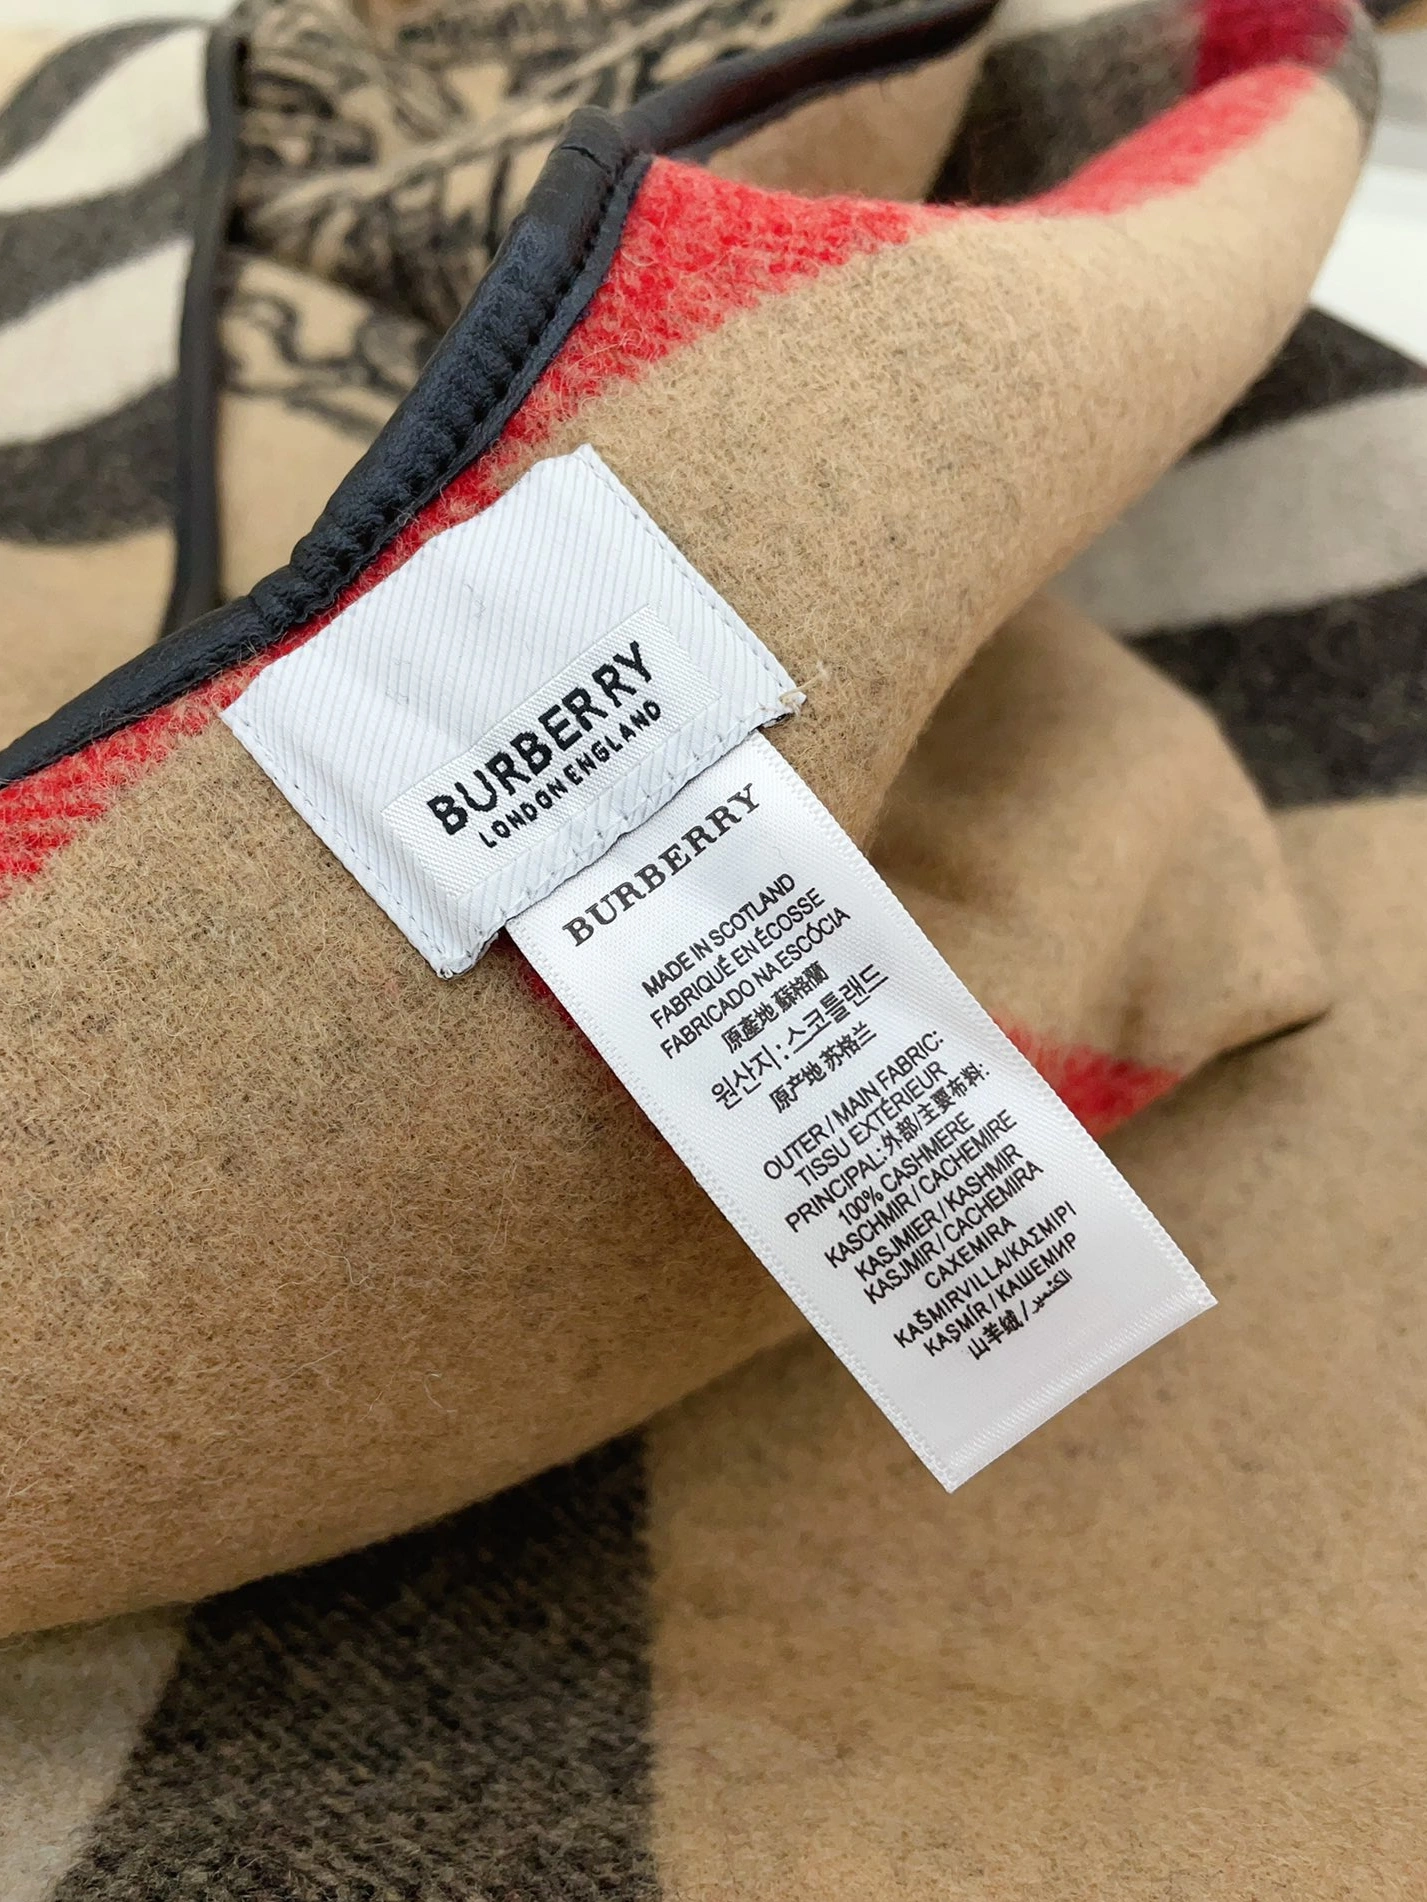 BURBERRY
LONDON ENGLAND
BURBERRY
MADE IN SCOTLAND
FABRIQUÉ EN ÉCOSSE
FABRICADO NA ESCÓCIA
原產地 蘇格蘭
원산지 : 스코틀랜드
原产地 苏格兰
OUTER / MAIN FABRIC:
TISSU EXTÉRIEUR
PRINCIPAL:外部/主要布料:
100% CASHMERE
KASCHMIR / CACHEMIRE
KASJMIER / KASHMIR
KASJMIR / CACHEMIRA
CAXEMIRA
KAŠMIRVILLA/ΚΑΣΜΙΡΙ
KAŞMİR / КАШЕМИР
山羊绒 / الكشمير